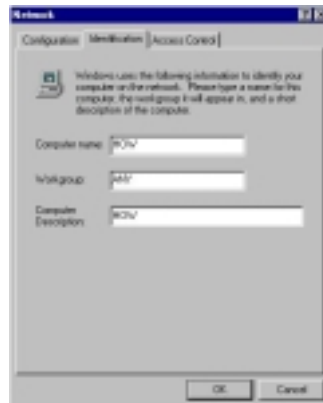 Network
Configuration Identification Access Control
Windows uses the following information to identify your
computer on the network. Please type a name for this
computer, the workgroup it will appear in, and a short
description of the computer.
Computer name:
Workgroup:
Computer
Description:
OK Cancel